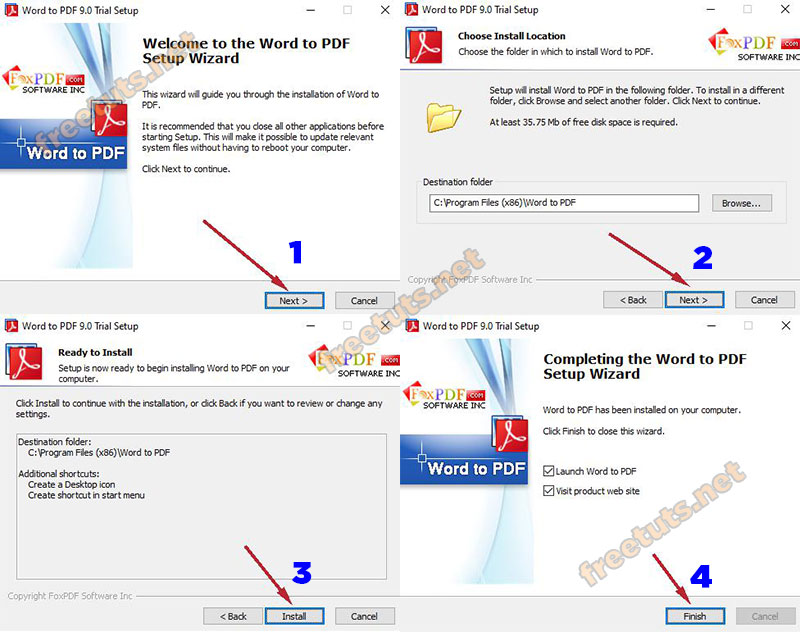 Word to PDF 9.0 Trial Setup
Welcome to the Word to PDF
Setup Wizard
FoxPDF.com
SOFTWARE INC
Word to PDF
This wizard will guide you through the installation of Word to
PDF.
It is recommended that you close all other applications before
starting Setup. This will make it possible to update relevant
system files without having to reboot your computer.
Click Next to continue.
1
Next >
Cancel
freetuts.net
Word to PDF 9.0 Trial Setup
Choose Install Location
Choose the folder in which to install Word to PDF.
FoxPDF.com
SOFTWARE INC
Setup will install Word to PDF in the following folder. To install in a different
folder, click Browse and select another folder. Click Next to continue.
At least 35.75 Mb of free disk space is required.
Destination folder
C:\Program Files (x86)\Word to PDF
Browse...
2
Copyright FoxPDF Software Inc
< Back
Next >
Cancel
freetuts.net
Word to PDF 9.0 Trial Setup
Ready to Install
Setup is now ready to begin installing Word to PDF on your
computer.
FoxPDF.com
SOFTWARE INC
Click Install to continue with the installation, or click Back if you want to review or change any
settings.
Destination folder:
C:\Program Files (x86)\Word to PDF
Additional shortcuts:
Create a Desktop icon
Create shortcut in start menu
3
Copyright FoxPDF Software Inc
< Back
Install
Cancel
Word to PDF 9.0 Trial Setup
Completing the Word to PDF
Setup Wizard
FoxPDF.com
SOFTWARE INC
Word to PDF
Word to PDF has been installed on your computer.
Click Finish to close this wizard.
Launch Word to PDF
Visit product web site
freetuts.net
4
Finish
Cancel